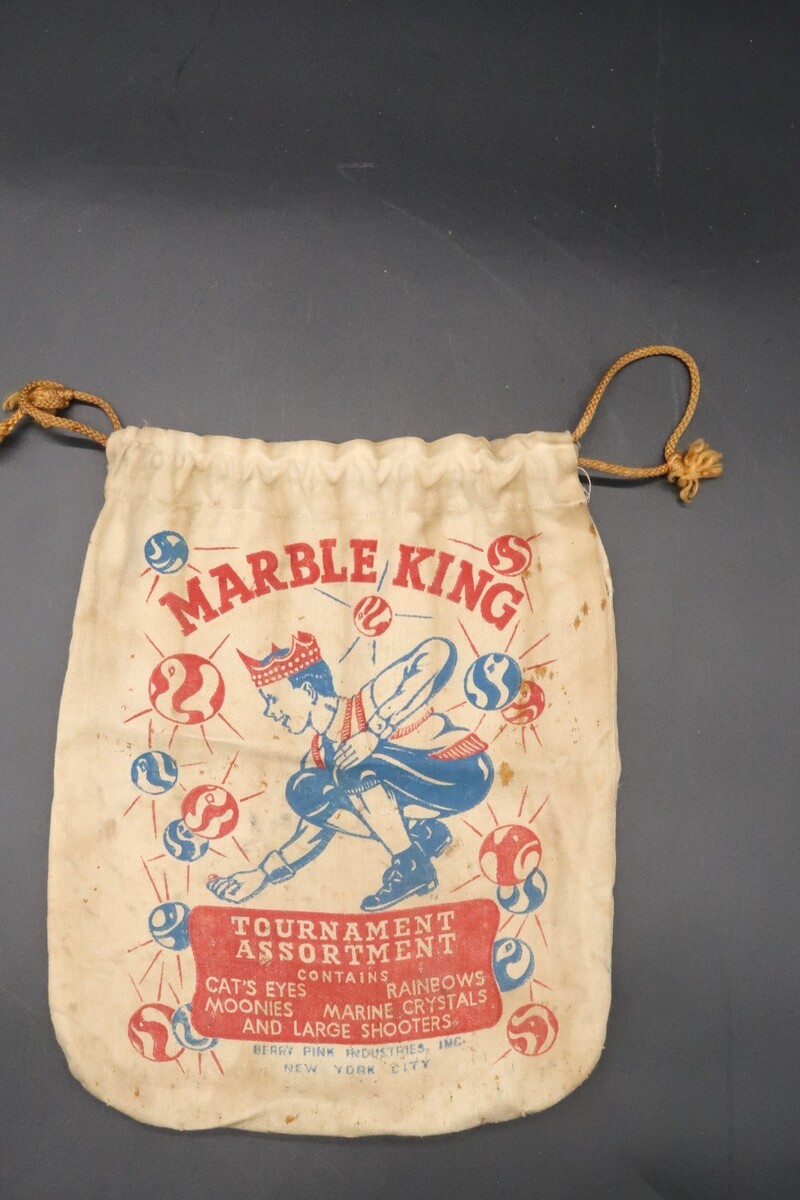 MARBLE KING
TOURNAMENT
ASSORTMENT
CONTAINS
CAT'S EYES RAINBOWS
MOONIES MARINE CRYSTALS
AND LARGE SHOOTERS
BERRY PINK INDUSTRIES, INC.
NEW YORK CITY